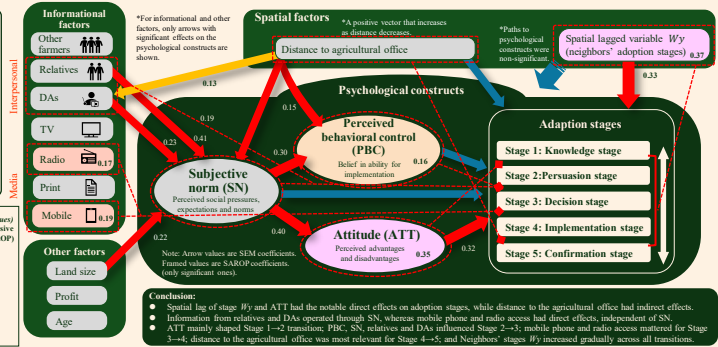 Informational
factors
Other
farmers
Relatives
DAs
TV
Radio
0.17
Print
Mobile
0.19
Interpersonal
Media
Other factors
Land size
Profit
Age
*For informational and other
factors, only arrows with
significant effects on the
psychological constructs are
shown.
Spatial factors
*A positive vector that increases
as distance decreases.
Distance to agricultural office
*Paths to
psychological
constructs were
non-significant.
Spatial lagged variable Wy
(neighbors' adoption stages)
0.37
0.33
0.13
0.19
0.41
0.23
0.15
0.30
0.22
0.40
0.32
Psychological constructs
Perceived
behavioral control
(PBC)
Belief in ability for
implementation
0.16
Subjective
norm (SN)
Perceived social pressures,
expectations and norms
Attitude (ATT)
Perceived advantages
and disadvantages
0.35
Note: Arrow values are SEM coefficients.
Framed values are SAROP coefficients.
(only significant ones).
Adaption stages
Stage 1: Knowledge stage
Stage 2:Persuasion stage
Stage 3: Decision stage
Stage 4: Implementation stage
Stage 5: Confirmation stage
Conclusion:
● Spatial lag of stage Wy and ATT had the notable direct effects on adoption stages, while distance to the agricultural office had indirect effects.
● Information from relatives and DAs operated through SN, whereas mobile phone and radio access had direct effects, independent of SN.
● ATT mainly shaped Stage 1→2 transition; PBC, SN, relatives and DAs influenced Stage 2→3; mobile phone and radio access mattered for Stage
3→4; distance to the agricultural office was most relevant for Stage 4→5; and Neighbors' stages Wy increased gradually across all transitions.